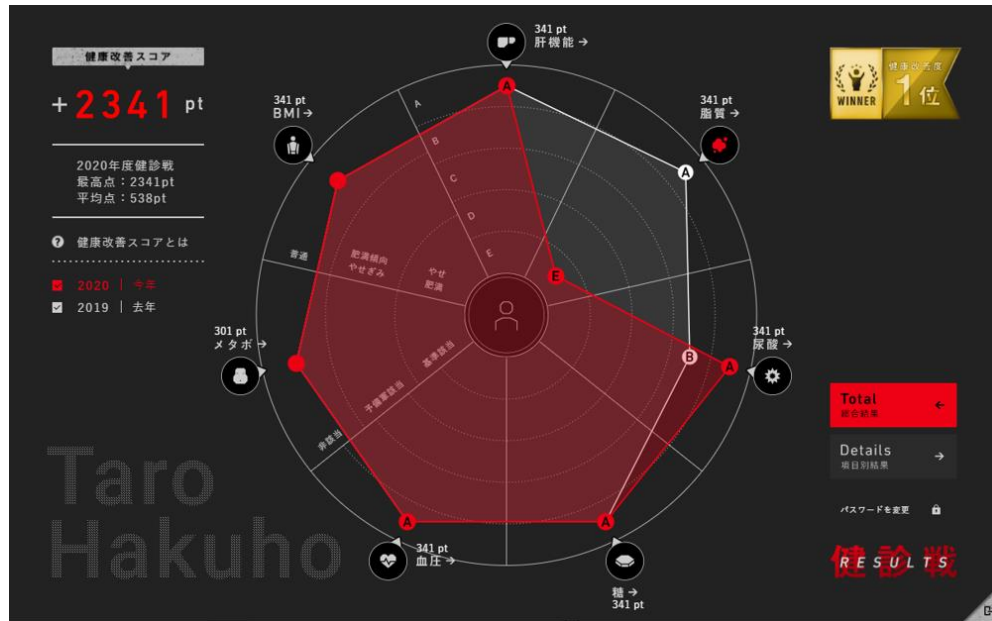 健康改善スコア
+2341 pt
2020年度健診戦
最高点：2341pt
平均点：538pt
? 健康改善スコアとは
2020 | 今年
2019 | 去年
Taro
Hakuho
341 pt
肝機能 →
341 pt
脂質 →
341 pt
尿酸 →
糖 →
341 pt
341 pt
血圧 →
301 pt
メタボ →
341 pt
BMI →
A
B
C
D
E
普通
肥満傾向
やせぎみ
やせ
肥満
非該当
予備軍該当
基準該当
A
A
E
B
A
A
A
WINNER
健康改善度
1位
Total
総合結果
←
Details
項目別結果
→
パスワードを変更
健診戦
RESULTS